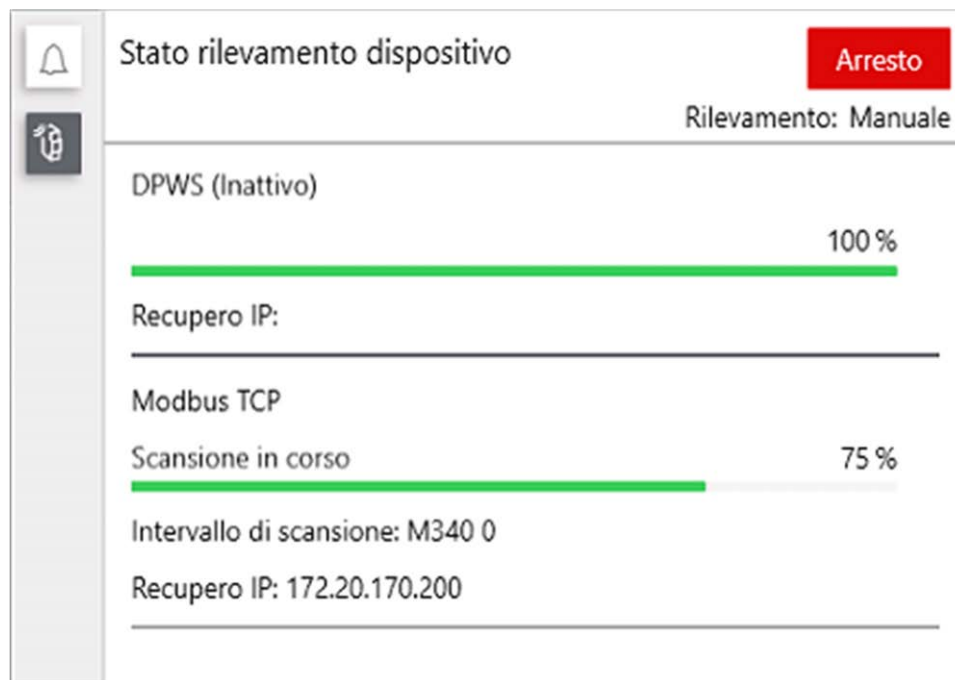 Stato rilevamento dispositivo
Arresto
Rilevamento: Manuale
DPWS (Inattivo)
100 %
Recupero IP:
Modbus TCP
Scansione in corso
75 %
Intervallo di scansione: M340 0
Recupero IP: 172.20.170.200